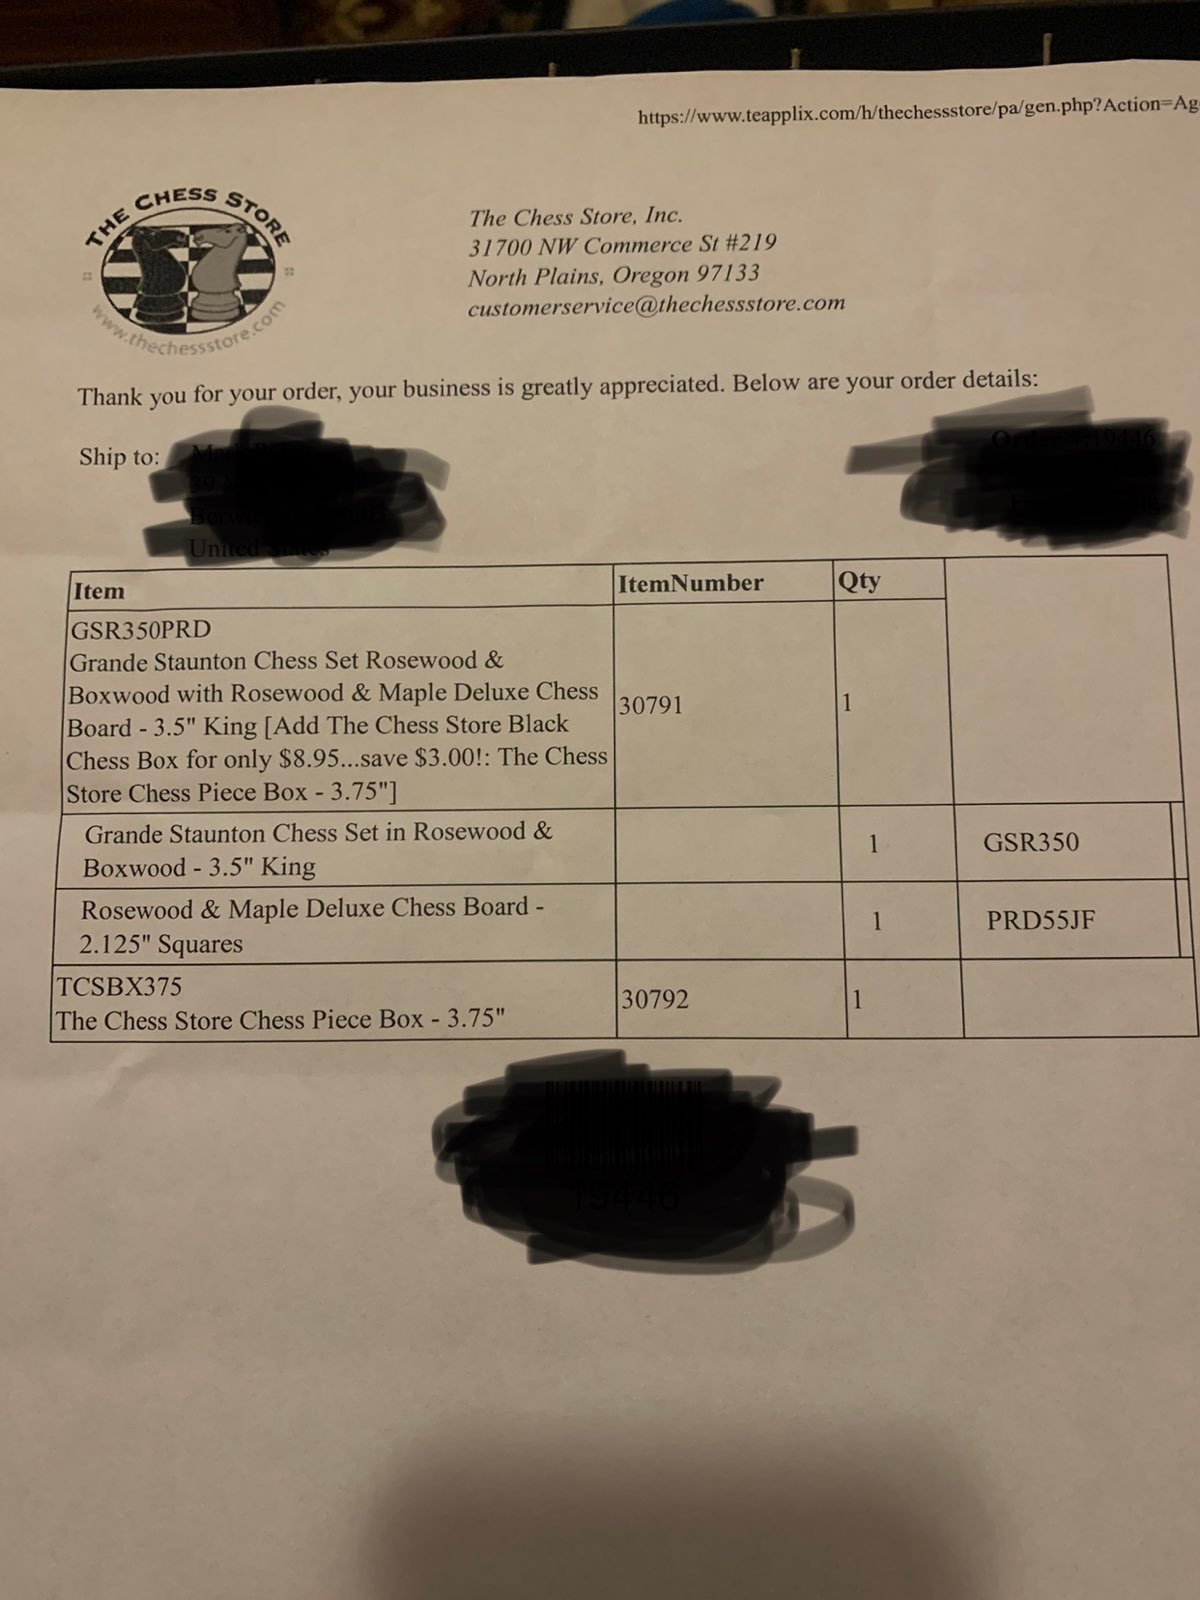 https://www.teapplix.com/h/thechessstore/pa/gen.php?Action=Ag
THE CHESS STORE
www.thechessstore.com
The Chess Store, Inc.
31700 NW Commerce St #219
North Plains, Oregon 97133
customerservice@thechessstore.com
Thank you for your order, your business is greatly appreciated. Below are your order details:
Ship to:
United States
Item ItemNumber Qty
GSR350PRD
Grande Staunton Chess Set Rosewood &
Boxwood with Rosewood & Maple Deluxe Chess
Board - 3.5" King [Add The Chess Store Black
Chess Box for only $8.95...save $3.00!: The Chess
Store Chess Piece Box - 3.75"]
30791
1
Grande Staunton Chess Set in Rosewood &
Boxwood - 3.5" King
1
GSR350
Rosewood & Maple Deluxe Chess Board -
2.125" Squares
1
PRD55JF
TCSBX375
The Chess Store Chess Piece Box - 3.75"
30792
1